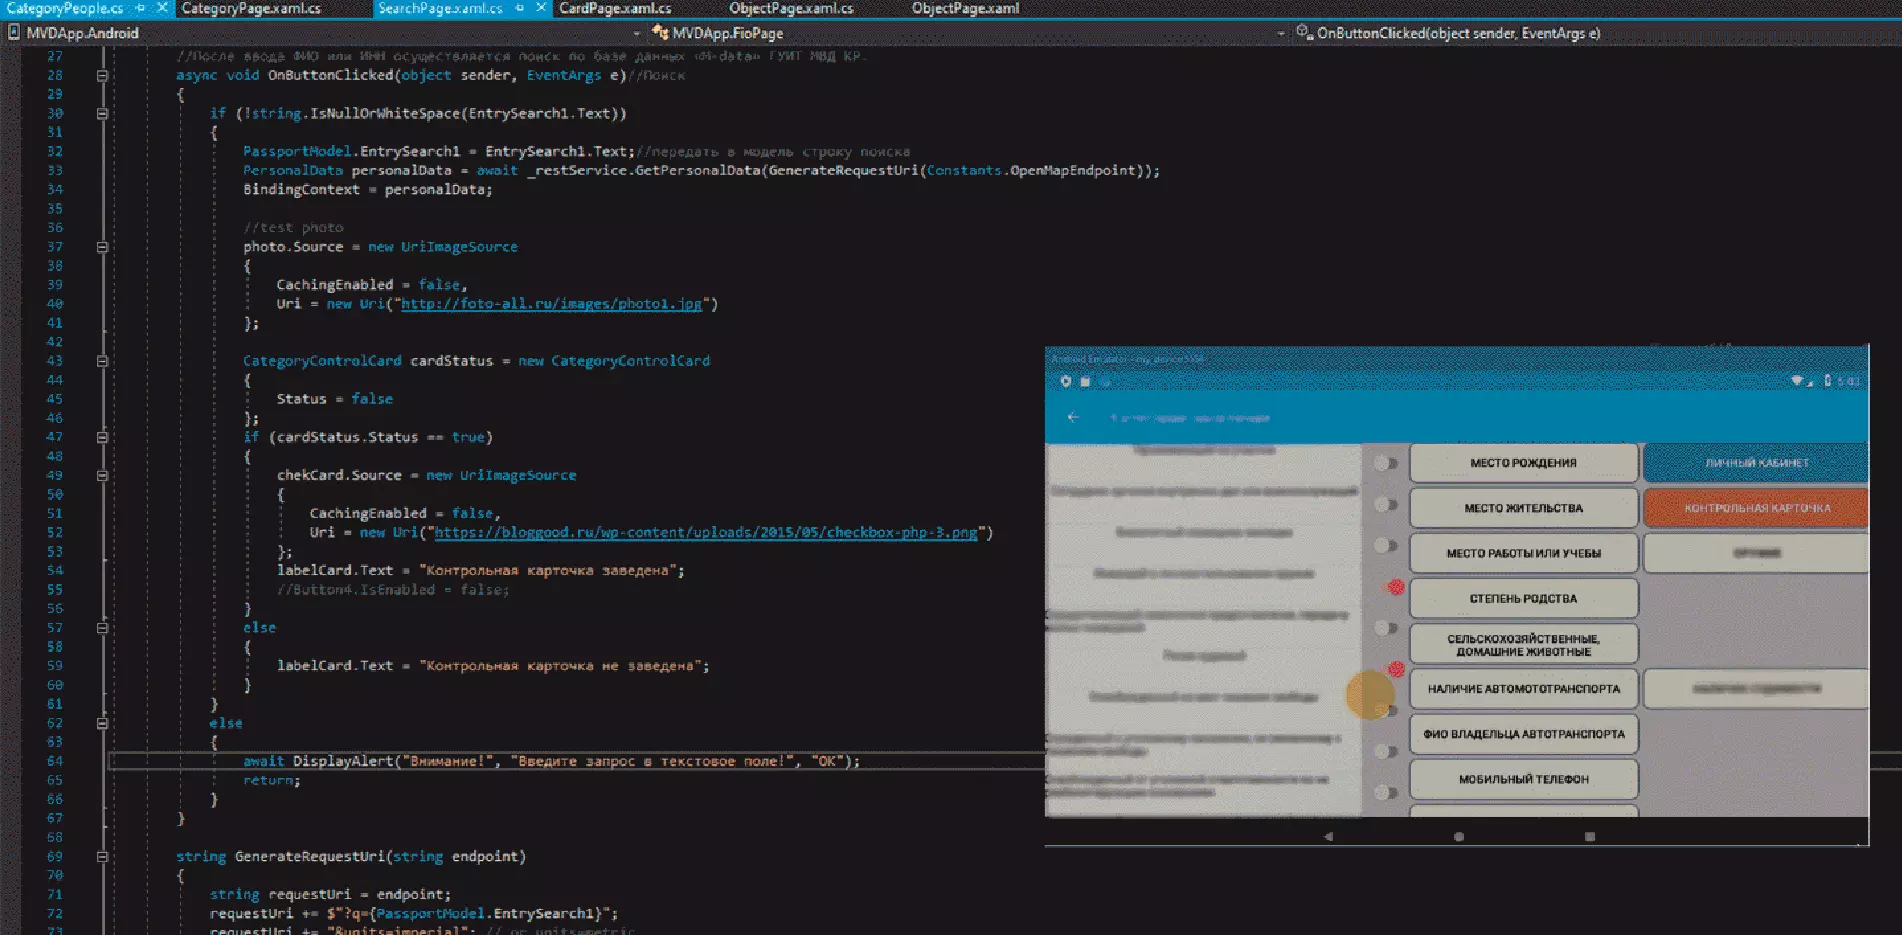 CategoryPeople.cs
CategoryPage.xaml.cs
SearchPage.xaml.cs
CardPage.xaml.cs
ObjectPage.xaml.cs
ObjectPage.xaml
MVDApp.Android
MVDApp.FioPage
OnButtonClicked(object sender, EventArgs e)
27 //После ввода ФИО или ИНН осуществляется поиск по базе данных «M-data» ГУИТ МВД КР.
28 async void OnButtonClicked(object sender, EventArgs e)//Поиск
29 {
30 if (!string.IsNullOrWhiteSpace(EntrySearch1.Text))
31 {
32 PassportModel.EntrySearch1 = EntrySearch1.Text;//передать в модель строку поиска
33 PersonalData personalData = await _restService.GetPersonalData(GenerateRequestUri(Constants.OpenMapEndpoint));
34 BindingContext = personalData;
35
36 //test photo
37 photo.Source = new UriImageSource
38 {
39 CachingEnabled = false,
40 Uri = new Uri("http://foto-all.ru/images/photo1.jpg")
41 };
42
43 CategoryControlCard cardStatus = new CategoryControlCard
44 {
45 Status = false
46 };
47 if (cardStatus.Status == true)
48 {
49 chekCard.Source = new UriImageSource
50 {
51 CachingEnabled = false,
52 Uri = new Uri("https://bloggood.ru/wp-content/uploads/2015/05/checkbox-php-3.png")
53 };
54 labelCard.Text = "Контрольная карточка заведена";
55 //Button4.IsEnabled = false;
56 }
57 else
58 {
59 labelCard.Text = "Контрольная карточка не заведена";
60 }
61 }
62 else
63 {
64 await DisplayAlert("Внимание!", "Введите запрос в текстовое поле!", "OK");
65 return;
66 }
67 }
68
69 string GenerateRequestUri(string endpoint)
70 {
71 string requestUri = endpoint;
72 requestUri += $"?q={PassportModel.EntrySearch1}";
73 requestUri += "&units=imperial"; // or units=metric
Android Emulator
5:03
МЕСТО РОЖДЕНИЯ
ЛИЧНЫЙ КАБИНЕТ
МЕСТО ЖИТЕЛЬСТВА
КОНТРОЛЬНАЯ КАРТОЧКА
МЕСТО РАБОТЫ ИЛИ УЧЕБЫ
СТЕПЕНЬ РОДСТВА
СЕЛЬСКОХОЗЯЙСТВЕННЫЕ,
ДОМАШНИЕ ЖИВОТНЫЕ
НАЛИЧИЕ АВТОМОТОТРАНСПОРТА
ФИО ВЛАДЕЛЬЦА АВТОТРАНСПОРТА
МОБИЛЬНЫЙ ТЕЛЕФОН